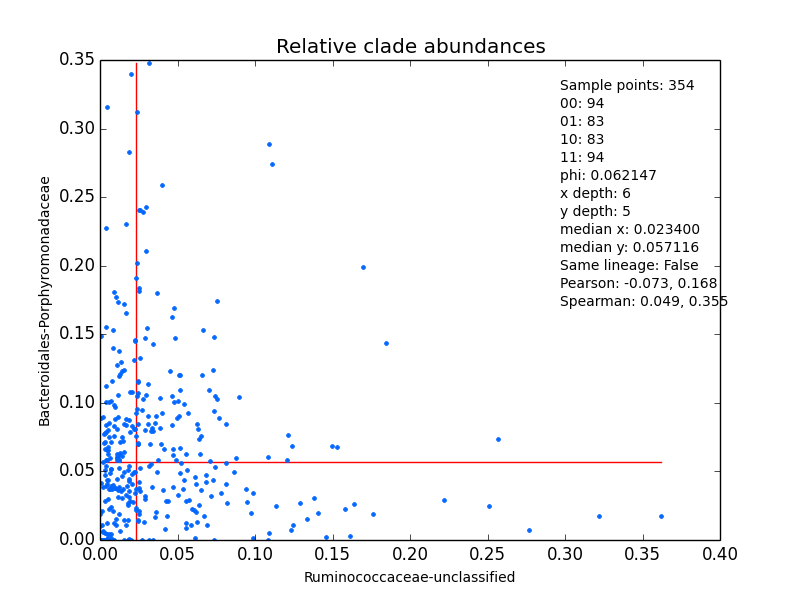 Relative clade abundances
0.35
0.30
0.25
0.20
0.15
0.10
0.05
0.00
Bacteroidales-Porphyromonadaceae
Sample points: 354
00: 94
01: 83
10: 83
11: 94
phi: 0.062147
x depth: 6
y depth: 5
median x: 0.023400
median y: 0.057116
Same lineage: False
Pearson: -0.073, 0.168
Spearman: 0.049, 0.355
0.00 0.05 0.10 0.15 0.20 0.25 0.30 0.35 0.40
Ruminococcaceae-unclassified